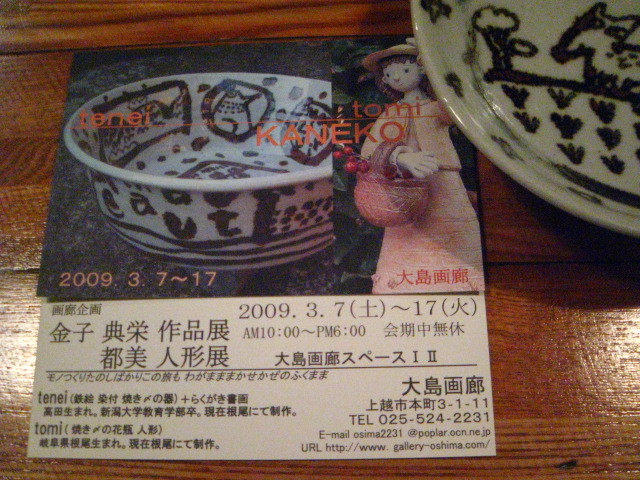 tenei
tomi
KANEKO
2009. 3. 7～17
大島画廊
画廊企画
2009. 3. 7(土)～17(火)
金子 典栄 作品展
AM10:00～PM6:00 会期中無休
都美 人形展
大島画廊スペースⅠⅡ
モノつくりたのしばかりこの旅も わがまままかせかぜのふくまま
tenei(鉄絵 染付 焼き〆の器)+らくがき書画
高田生まれ。新潟大学教育学部卒。現在根尾にて制作。
tomi(焼き〆の花瓶 人形)
岐阜県根尾生まれ。現在根尾にて制作。
大島画廊
上越市本町3-1-11
TEL 025-524-2231
E-mail osima2231 @poplar.ocn.ne.jp
URL http://www. gallery-oshima.com/